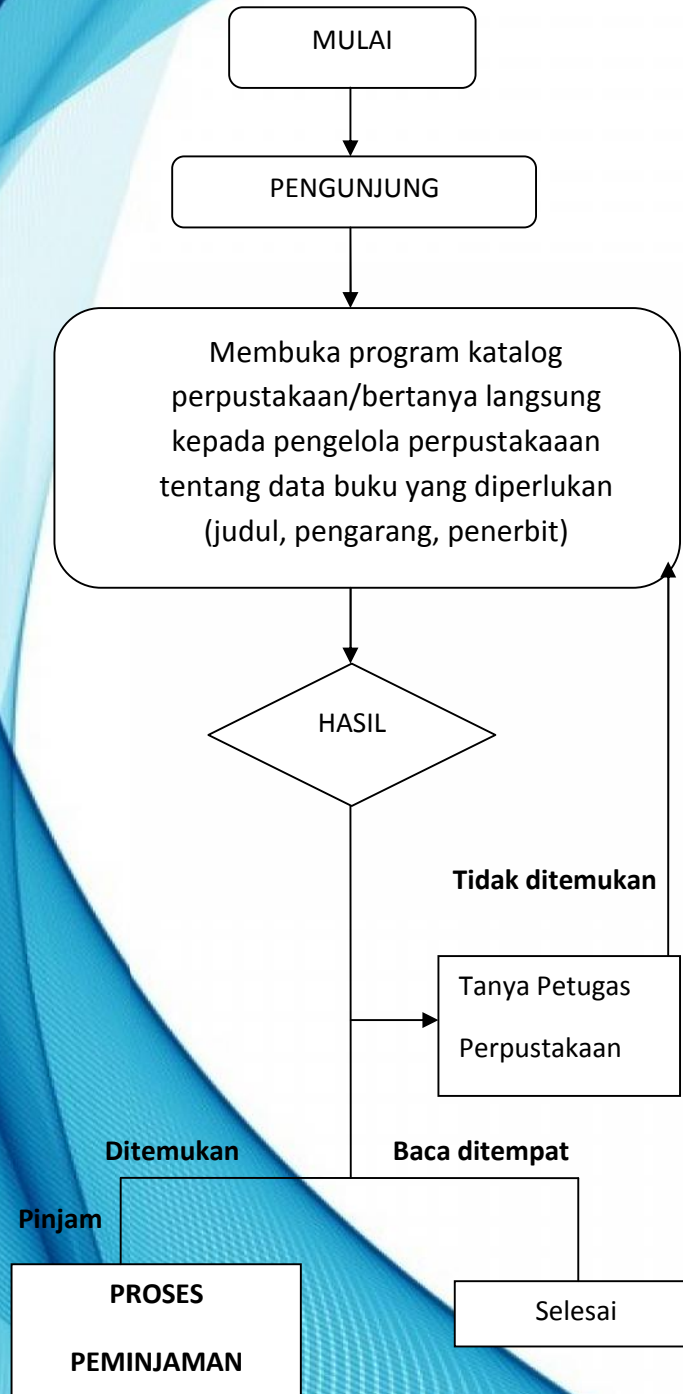 MULAI
PENGUNJUNG
Membuka program katalog
perpustakaan/bertanya langsung
kepada pengelola perpustakaaan
tentang data buku yang diperlukan
(judul, pengarang, penerbit)
HASIL
Tidak ditemukan
Tanya Petugas
Perpustakaan
Ditemukan
Baca ditempat
Pinjam
PROSES
PEMINJAMAN
Selesai